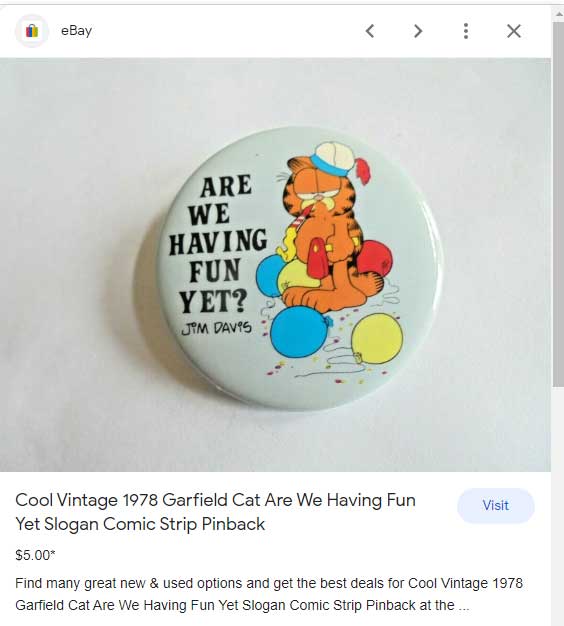 eBay
ARE
WE
HAVING
FUN
YET?
JIM DAVIS
Cool Vintage 1978 Garfield Cat Are We Having Fun
Yet Slogan Comic Strip Pinback
Visit
$5.00*
Find many great new & used options and get the best deals for Cool Vintage 1978
Garfield Cat Are We Having Fun Yet Slogan Comic Strip Pinback at the ...